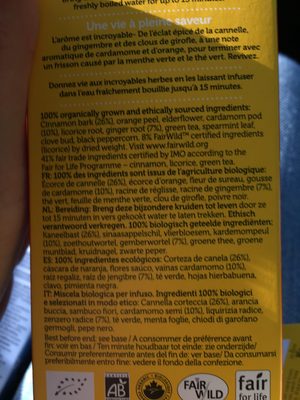 freshly boiled water for up to 15 minutes.
Une vie à pleine saveur
L'arôme est incroyable- De l'éclat épicé de la cannelle,
du gingembre et des clous de girofle, à une note
aromatique de cardamome et d'orange, pour terminer avec
un frisson causé par la menthe verte et le thé vert. Revivez.
Donnes vie aux incroyables herbes en les laissant infuser
dans l'eau fraîchement bouillie jusqu'à 15 minutes.
100% organically grown and ethically sourced ingredients:
Cinnamon bark (26%), orange peel, elderflower, cardamom pod
(10%), licorice root, ginger root (7%), green tea, spearmint leaf,
clove bud, black peppercorn. 8% FairWild™ certified ingredients
(licorice) by dried weight. Visit www.fairwild.org
41% fair trade ingredients certified by IMO according to the
Fair for Life Programme – cinnamon, licorice, green tea.
FR: 100% des ingrédients sont issus de l'agriculture biologique:
Écorce de cannelle (26%), écorce d'orange, fleur de sureau, gousse
de cardamome (10%), racine de réglisse, racine de gingembre (7%),
thé vert, feuille de menthe verte, clou de girofle, poivre noir.
NL: Bereiding: Breng deze bijzondere kruiden tot leven door ze
tot 15 minuten in vers gekookt water te laten trekken. Ethisch
verantwoord verkregen. 100% biologisch geteelde ingrediënten:
Kaneelbast (26%), sinaasappelschil, vlierbloesem, kardemompeul
(10%), zoethoutwortel, gemberwortel (7%), groene thee, groene
muntblad, kruidnagel, zwarte peper.
ES: 100% ingredientes ecológicos: Corteza de canela (26%),
cáscara de naranja, flores saúco, vainas cardamomo (10%),
raíz regaliz, raíz de jengibre (7%), té verde, hojas hierbabuena,
clavo, pimienta negra.
IT: Miscela biologica per infuso. Ingredienti 100% biologici
e selezionati in modo etico: Cannella corteccia (26%), arancia
buccia, sambuco fiori, cardamomo semi (10%), liquirizia radice,
zenzero radice (7%), tè verde, menta foglie, chiodi di garofano
germogli, pepe nero.
Best before end: see base / À consommer de préférence avant
fin: voir en bas / Ten minste houdbaar tot einde: zie onderzijde/
Consumir preferentemente antes del fin de: ver base/ Da consumarsi
preferibilmente entro fine: vedere il fondo della confezione.
AB
FAIR
WILD
fair
for life